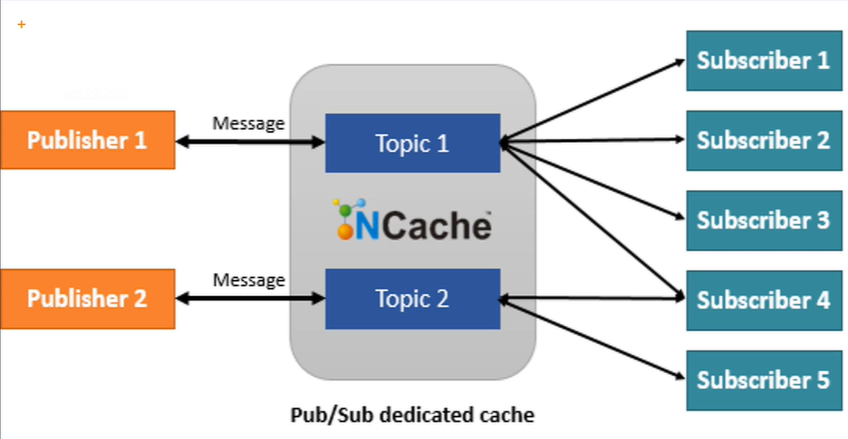 Subscriber 1
Publisher 1
Message
Topic 1
Subscriber 2
Subscriber 3
NCache™
Publisher 2
Message
Topic 2
Subscriber 4
Subscriber 5
Pub/Sub dedicated cache